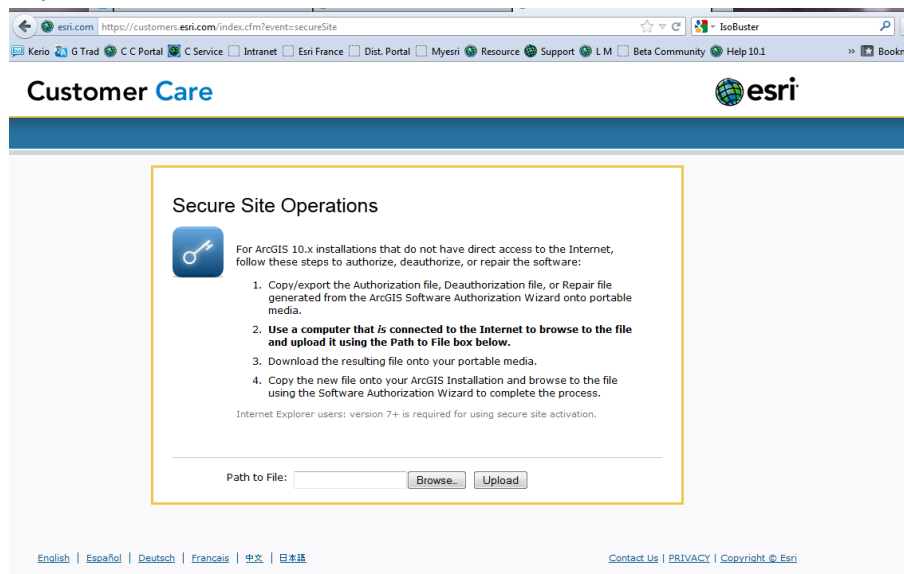 esri.com https://customers.esri.com/index.cfm?event=secureSite IsoBuster
Kerio G Trad C C Portal C Service Intranet Esri France Dist. Portal Myesri Resource Support L M Beta Community Help 10.1 » Bookn
Customer Care esri
Secure Site Operations
For ArcGIS 10.x installations that do not have direct access to the Internet,
follow these steps to authorize, deauthorize, or repair the software:
1. Copy/export the Authorization file, Deauthorization file, or Repair file
generated from the ArcGIS Software Authorization Wizard onto portable
media.
2. Use a computer that is connected to the Internet to browse to the file
and upload it using the Path to File box below.
3. Download the resulting file onto your portable media.
4. Copy the new file onto your ArcGIS Installation and browse to the file
using the Software Authorization Wizard to complete the process.
Internet Explorer users: version 7+ is required for using secure site activation.
Path to File: Browse... Upload
English | Español | Deutsch | Francais | 中文 | 日本語 Contact Us | PRIVACY | Copyright © Esri